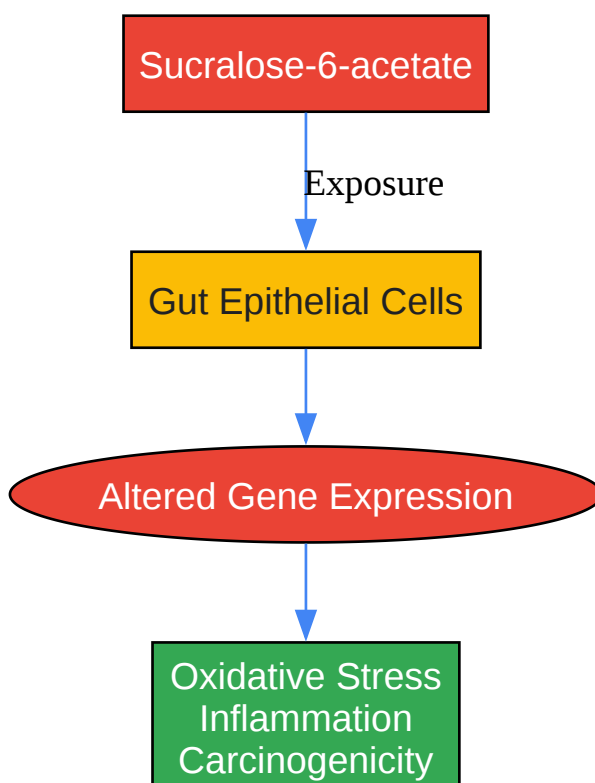 Sucralose-6-acetate
Exposure
Gut Epithelial Cells
Altered Gene Expression
Oxidative Stress
Inflammation
Carcinogenicity